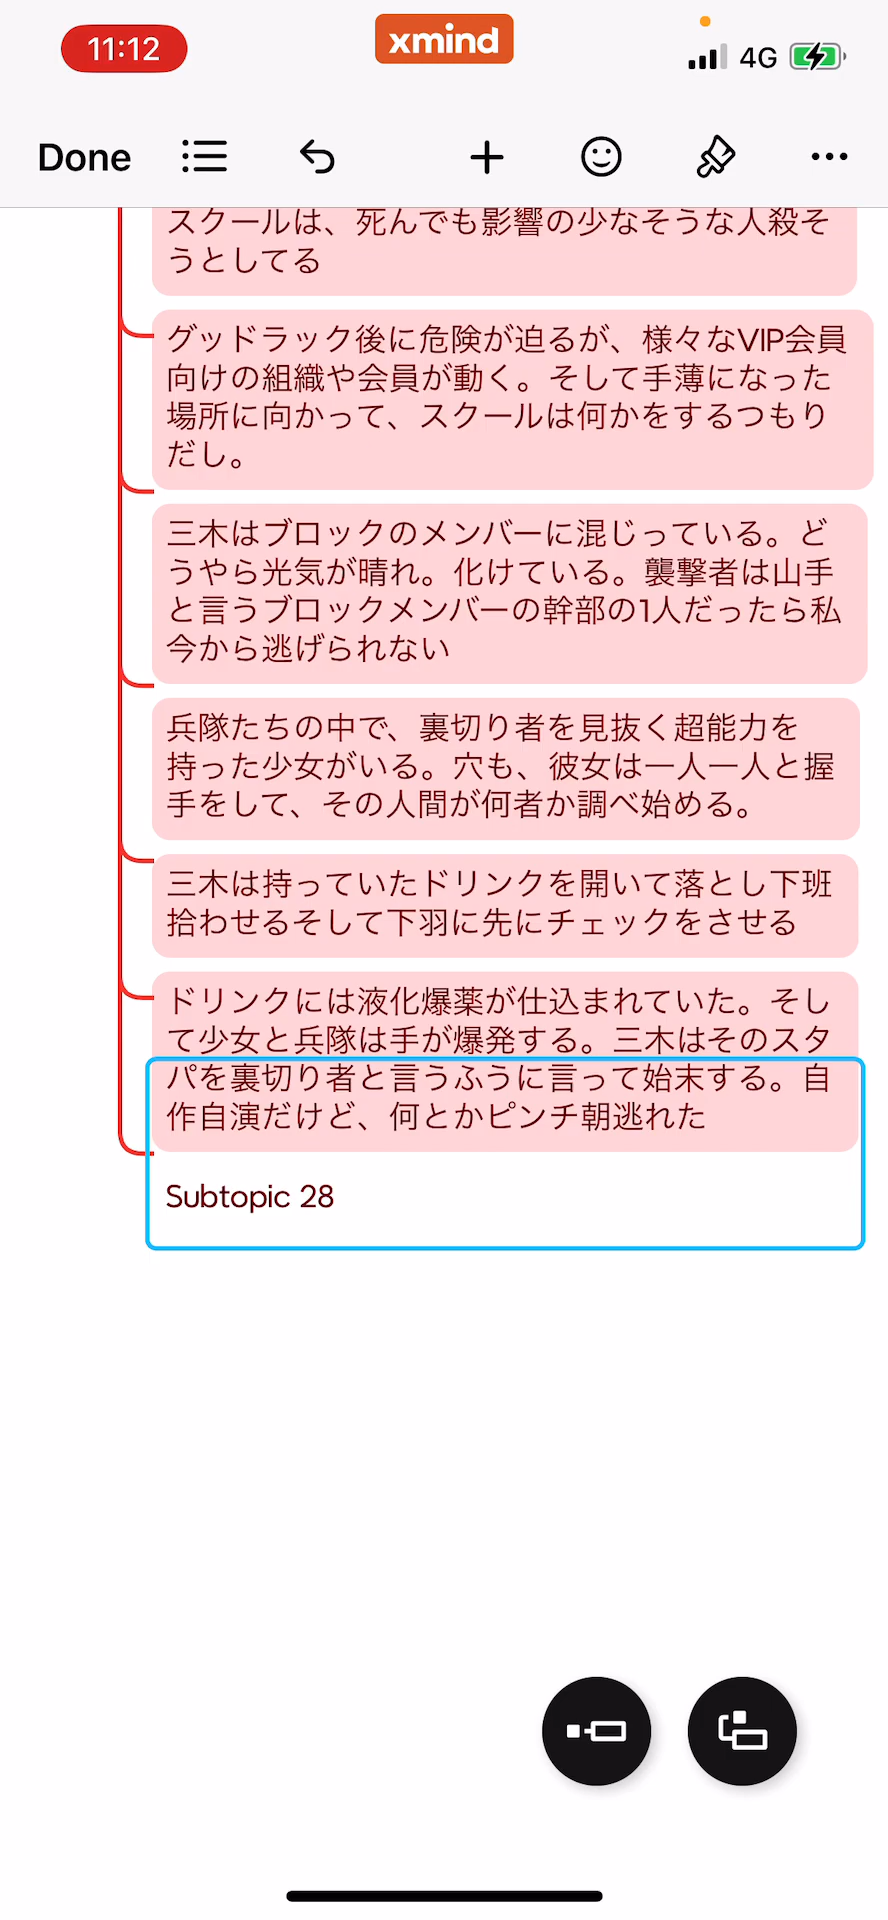 11:12
xmind
4G
Done
スクールは、死んでも影響の少なそうな人殺そ
うとしてる
グッドラック後に危険が迫るが、様々なVIP会員
向けの組織や会員が動く。そして手薄になった
場所に向かって、スクールは何かをするつもり
だし。
三木はブロックのメンバーに混じっている。ど
うやら光気が晴れ。化けている。襲撃者は山手
と言うブロックメンバーの幹部の1人だったら私
今から逃げられない
兵隊たちの中で、裏切り者を見抜く超能力を
持った少女がいる。穴も、彼女は一人一人と握
手をして、その人間が何者か調べ始める。
三木は持っていたドリンクを開いて落とし下班
拾わせるそして下羽に先にチェックをさせる
ドリンクには液化爆薬が仕込まれていた。そし
て少女と兵隊は手が爆発する。三木はそのスタ
パを裏切り者と言うふうに言って始末する。自
作自演だけど、何とかピンチ朝逃れた
Subtopic 28